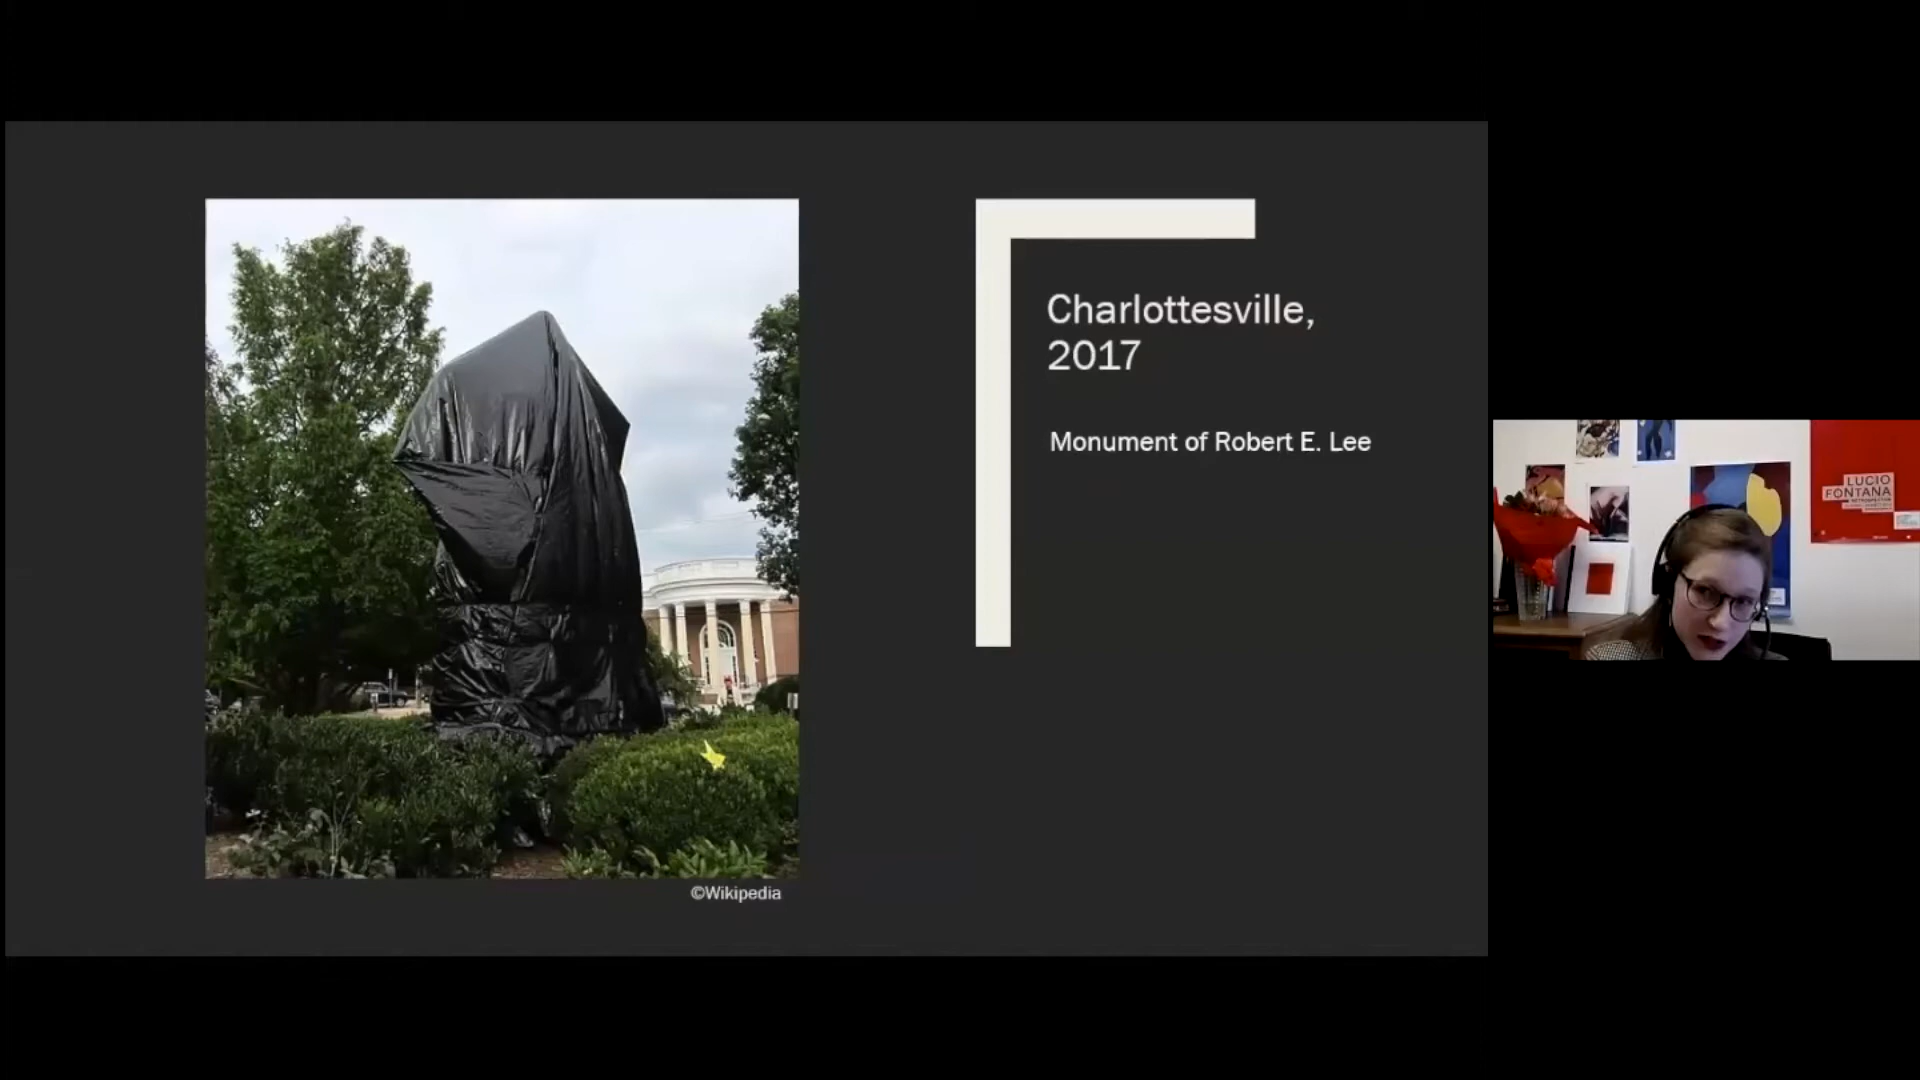 Charlottesville,
2017
Monument of Robert E. Lee
©Wikipedia
LUCIO
FONTANA